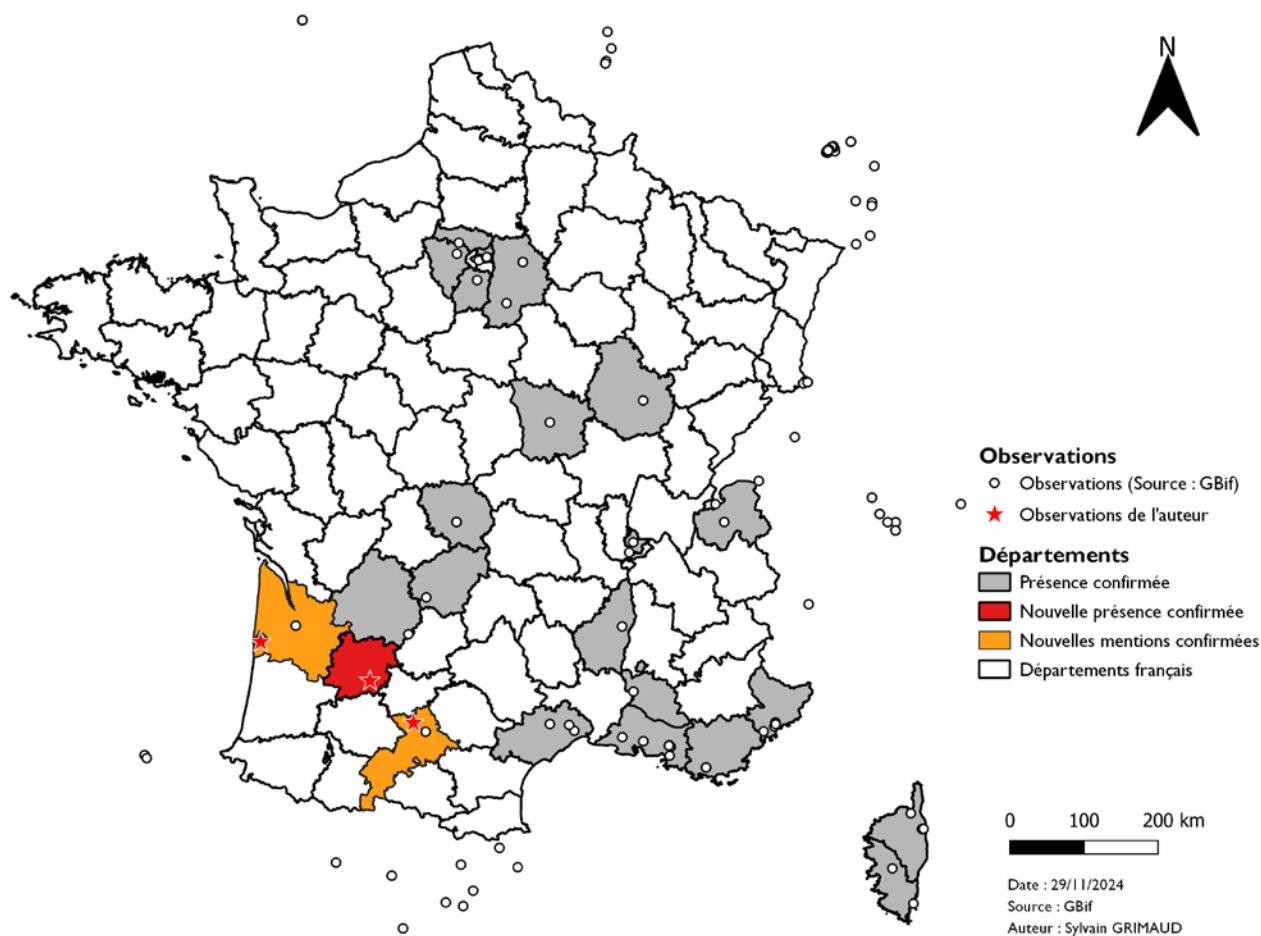 N
Observations
Observations (Source : GBif)
Observations de l'auteur
Départements
Présence confirmée
Nouvelle présence confirmée
Nouvelles mentions confirmées
Départements français
0 100 200 km
Date : 29/11/2024
Source : GBif
Auteur : Sylvain GRIMAUD